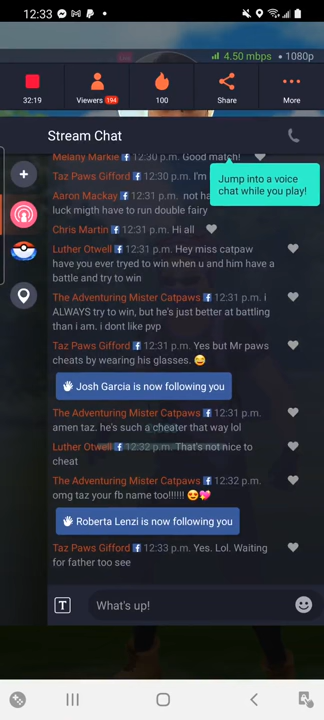 12:33
4.50 mbps • 1080p
32:19
Viewers 194
100
Share
More
Stream Chat
Melany Markie 12:30 p.m. Good match!
Jump into a voice
chat while you play!
Taz Paws Gifford 12:30 p.m. I'm
Aaron Mackay 12:31 p.m. not ha
luck migth have to run double fairy
Chris Martin 12:31 p.m. Hi all
Luther Otwell 12:31 p.m. Hey miss catpaw
have you ever tryed to win when u and him have a
battle and try to win
The Adventuring Mister Catpaws 12:31 p.m. i
ALWAYS try to win, but he's just better at battling
than i am. i dont like pvp
Taz Paws Gifford 12:31 p.m. Yes but Mr paws
cheats by wearing his glasses. 😅
👋 Josh Garcia is now following you
The Adventuring Mister Catpaws 12:31 p.m.
amen taz. he's such a cheater that way lol
Luther Otwell 12:32 p.m. That's not nice to
cheat
The Adventuring Mister Catpaws 12:32 p.m.
omg taz your fb name too!!!!!! 😍💖
👋 Roberta Lenzi is now following you
Taz Paws Gifford 12:33 p.m. Yes. Lol. Waiting
for father too see
T
What's up!